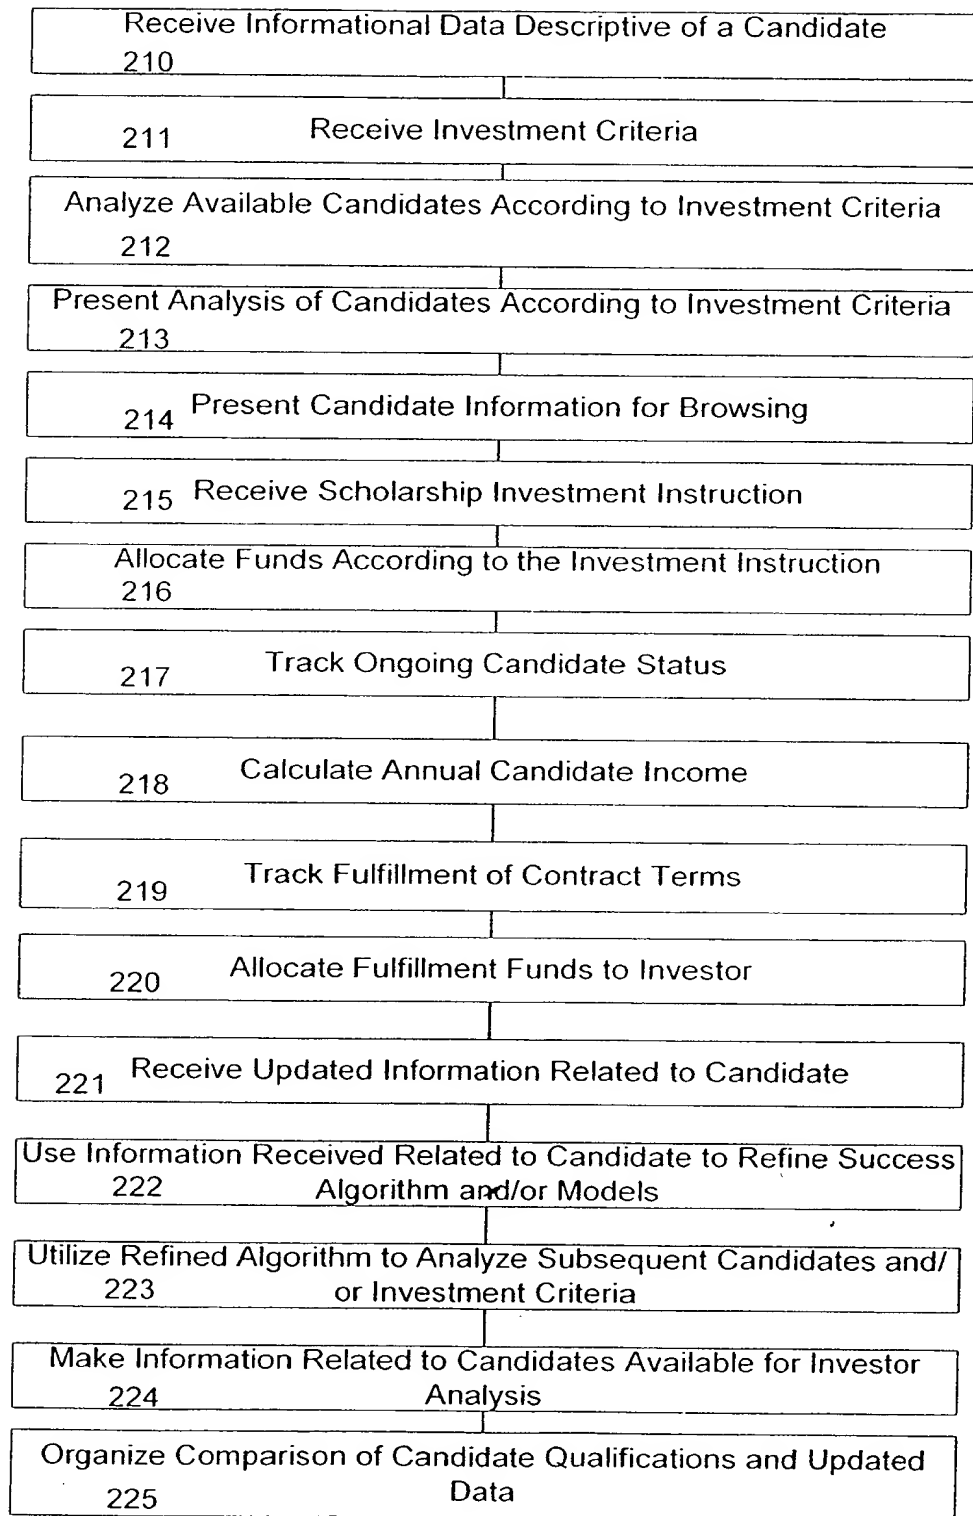 Receive Informational Data Descriptive of a Candidate
210
211 Receive Investment Criteria
Analyze Available Candidates According to Investment Criteria
212
Present Analysis of Candidates According to Investment Criteria
213
214 Present Candidate Information for Browsing
215 Receive Scholarship Investment Instruction
Allocate Funds According to the Investment Instruction
216
217 Track Ongoing Candidate Status
218 Calculate Annual Candidate Income
219 Track Fulfillment of Contract Terms
220 Allocate Fulfillment Funds to Investor
221 Receive Updated Information Related to Candidate
Use Information Received Related to Candidate to Refine Success
222 Algorithm and/or Models
Utilize Refined Algorithm to Analyze Subsequent Candidates and/
223 or Investment Criteria
Make Information Related to Candidates Available for Investor
224 Analysis
Organize Comparison of Candidate Qualifications and Updated
225 Data